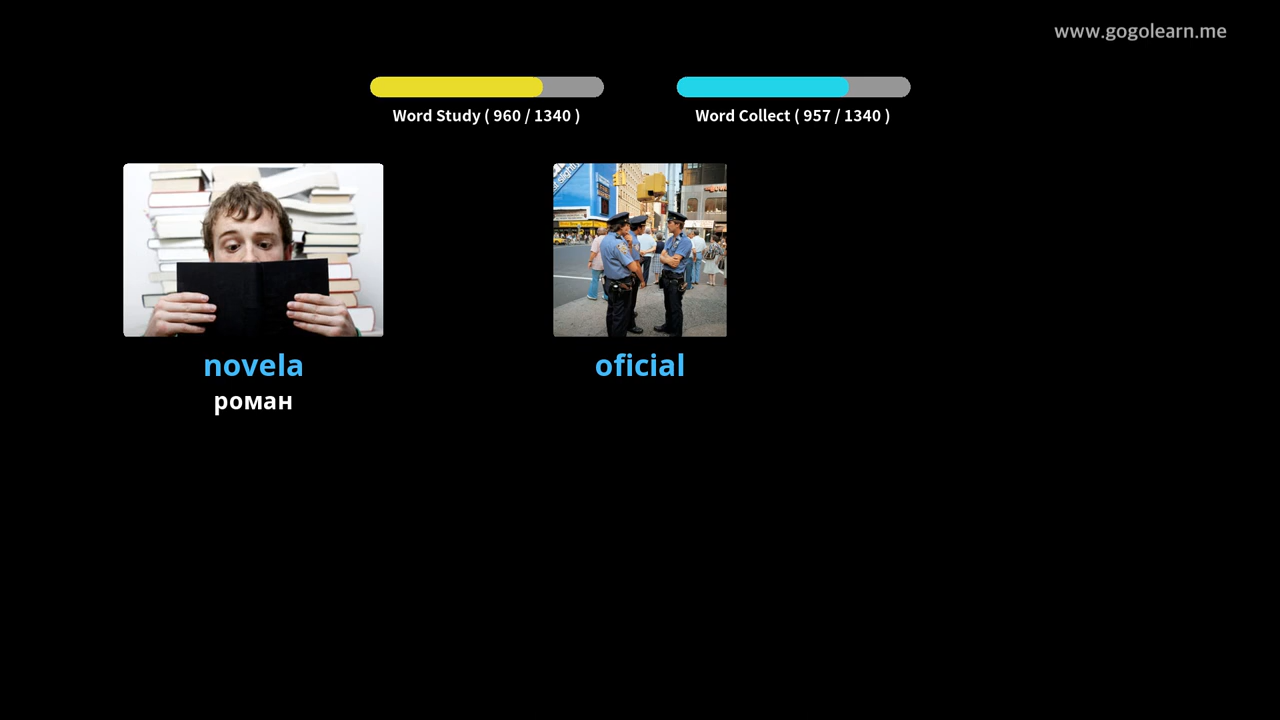 www.gogolearn.me
Word Study ( 960 / 1340 )
Word Collect ( 957 / 1340 )
novela
роман
oficial